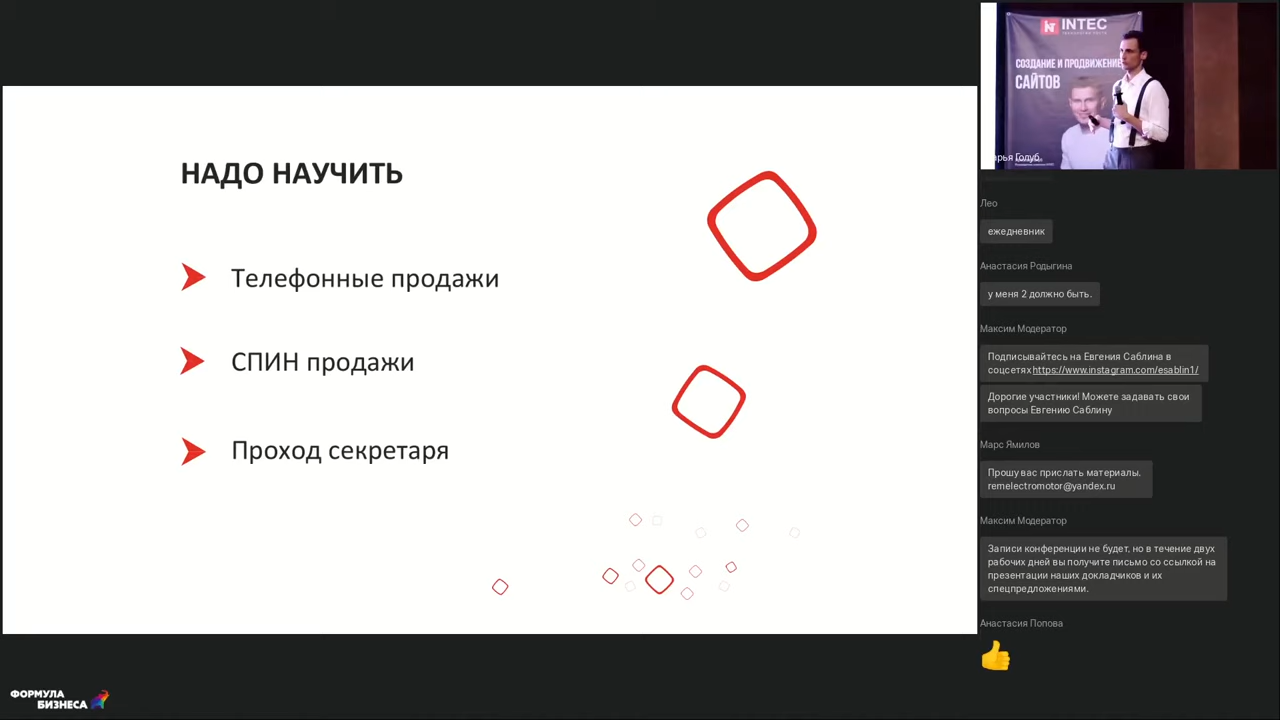 НАДО НАУЧИТЬ
Телефонные продажи
СПИН продажи
Проход секретаря
ФОРМУЛА
БИЗНЕСА
INTEC
СОЗДАНИЕ И ПРОДВИЖЕНИЕ
САЙТОВ
арья Голуб
Лео
ежедневник
Анастасия Родыгина
у меня 2 должно быть.
Максим Модератор
Подписывайтесь на Евгения Саблина в
соцсетях https://www.instagram.com/esablin1/
Дорогие участники! Можете задавать свои
вопросы Евгению Саблину
Марс Ямилов
Прошу вас прислать материалы.
remelectromotor@yandex.ru
Максим Модератор
Записи конференции не будет, но в течение двух
рабочих дней вы получите письмо со ссылкой на
презентации наших докладчиков и их
спецпредложениями.
Анастасия Попова